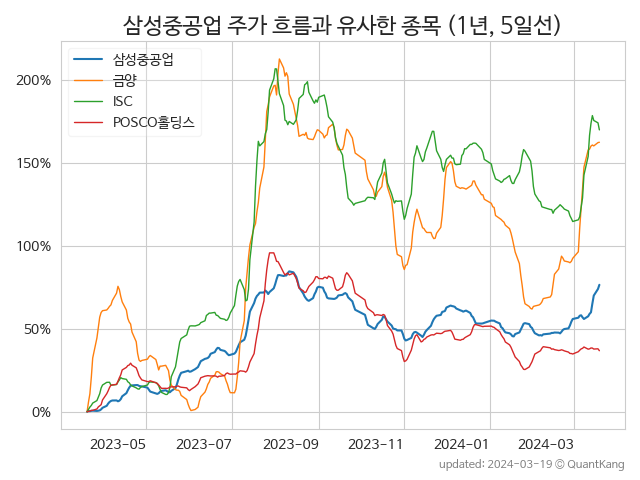 삼성중공업 주가 흐름과 유사한 종목 (1년, 5일선)
삼성중공업
금양
ISC
POSCO홀딩스
200%
150%
100%
50%
0%
2023-05 2023-07 2023-09 2023-11 2024-01 2024-03
updated: 2024-03-19 © QuantKang